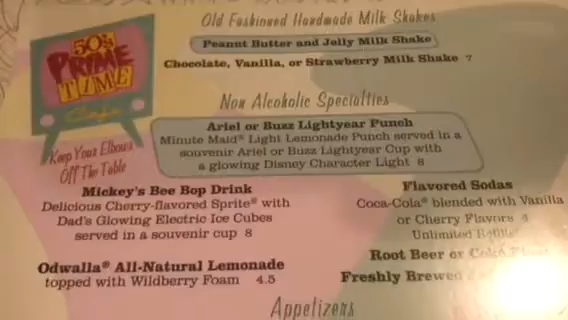 50's
PRIME
TIME
Cafe
Keep Your Elbows
Off The Table
Old Fashioned Handmade Milk Shakes
Peanut Butter and Jelly Milk Shake
Chocolate, Vanilla, or Strawberry Milk Shake 7
Non Alcoholic Specialties
Ariel or Buzz Lightyear Punch
Minute Maid® Light Lemonade Punch served in a
souvenir Ariel or Buzz Lightyear Cup with
a glowing Disney Character Light 8
Mickey's Bee Bop Drink
Delicious Cherry-flavored Sprite® with
Dad's Glowing Electric Ice Cubes
served in a souvenir cup 8
Odwalla® All-Natural Lemonade
topped with Wildberry Foam 4.5
Flavored Sodas
Coca-Cola® blended with Vanilla
or Cherry Flavors 4
Unlimited Refills
Root Beer or
Freshly Brewed
Appetizers